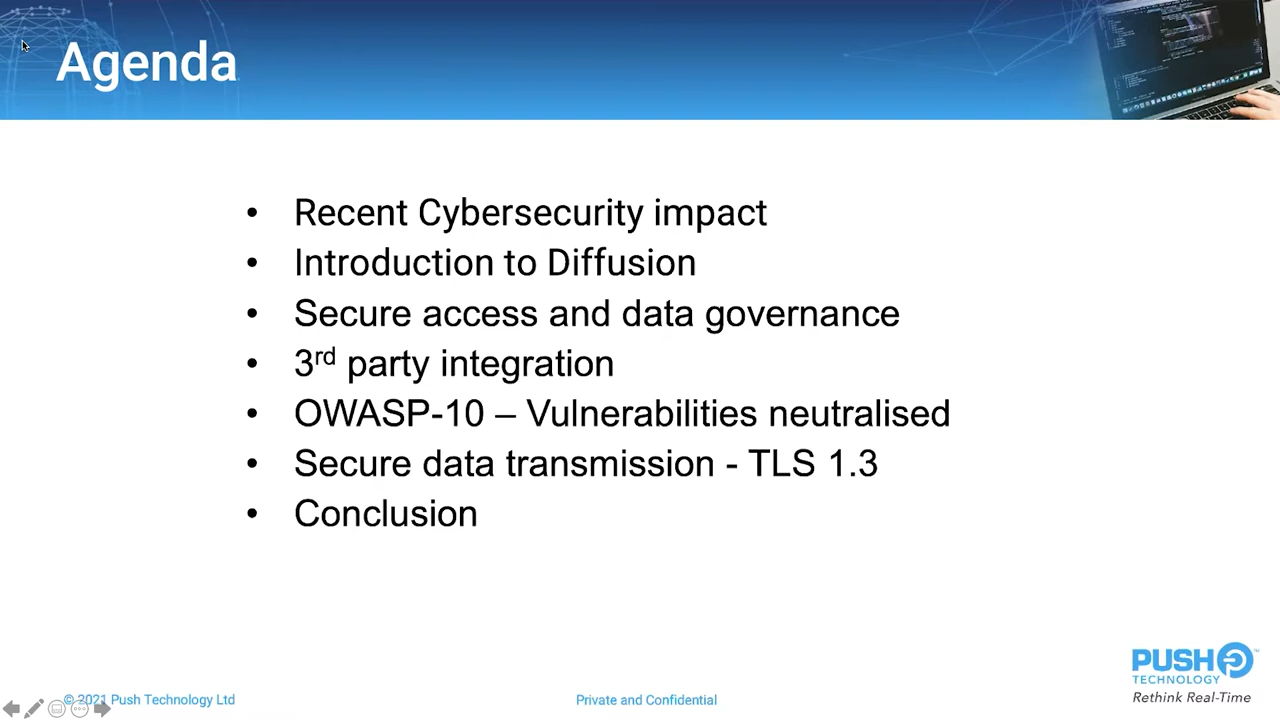 Agenda
• Recent Cybersecurity impact
• Introduction to Diffusion
• Secure access and data governance
• 3rd party integration
• OWASP-10 – Vulnerabilities neutralised
• Secure data transmission - TLS 1.3
• Conclusion
PUSH
TECHNOLOGY
Rethink Real-Time
© 2021 Push Technology Ltd
Private and Confidential